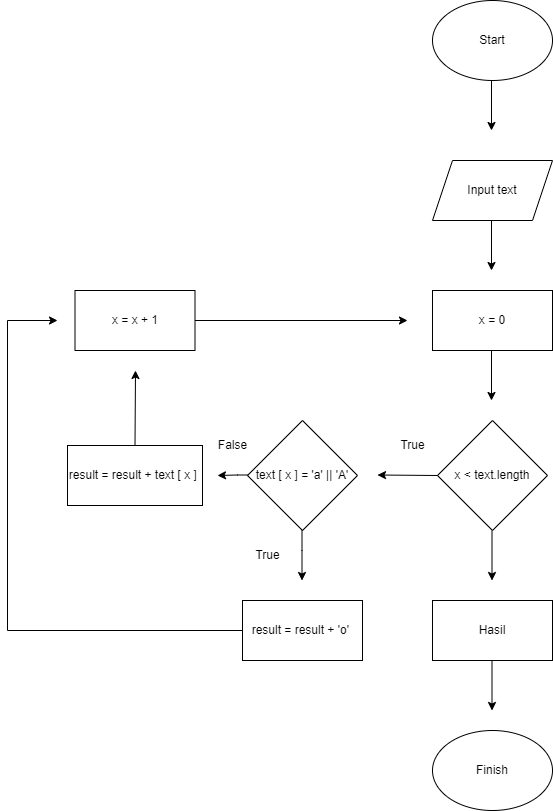 Start
Input text
x = x + 1
x = 0
False
True
result = result + text [ x ]
text [ x ] = 'a' || 'A'
x < text.length
True
result = result + 'o'
Hasil
Finish